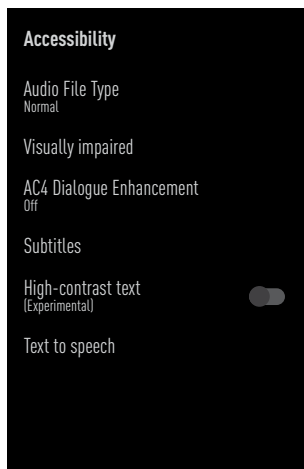 Accessibility
Audio File Type
Normal
Visually impaired
AC4 Dialogue Enhancement
Off
Subtitles
High-contrast text
(Experimental)
Text to speech